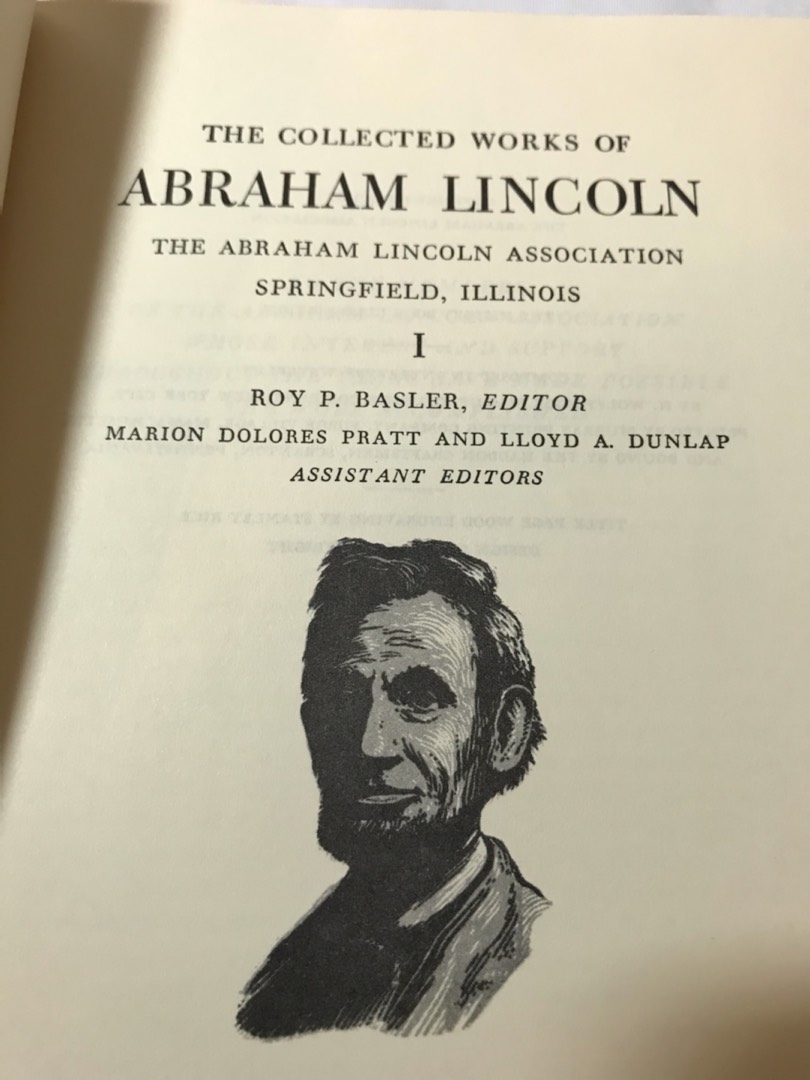 THE COLLECTED WORKS OF
ABRAHAM LINCOLN
THE ABRAHAM LINCOLN ASSOCIATION
SPRINGFIELD, ILLINOIS
I
ROY P. BASLER, EDITOR
MARION DOLORES PRATT AND LLOYD A. DUNLAP
ASSISTANT EDITORS